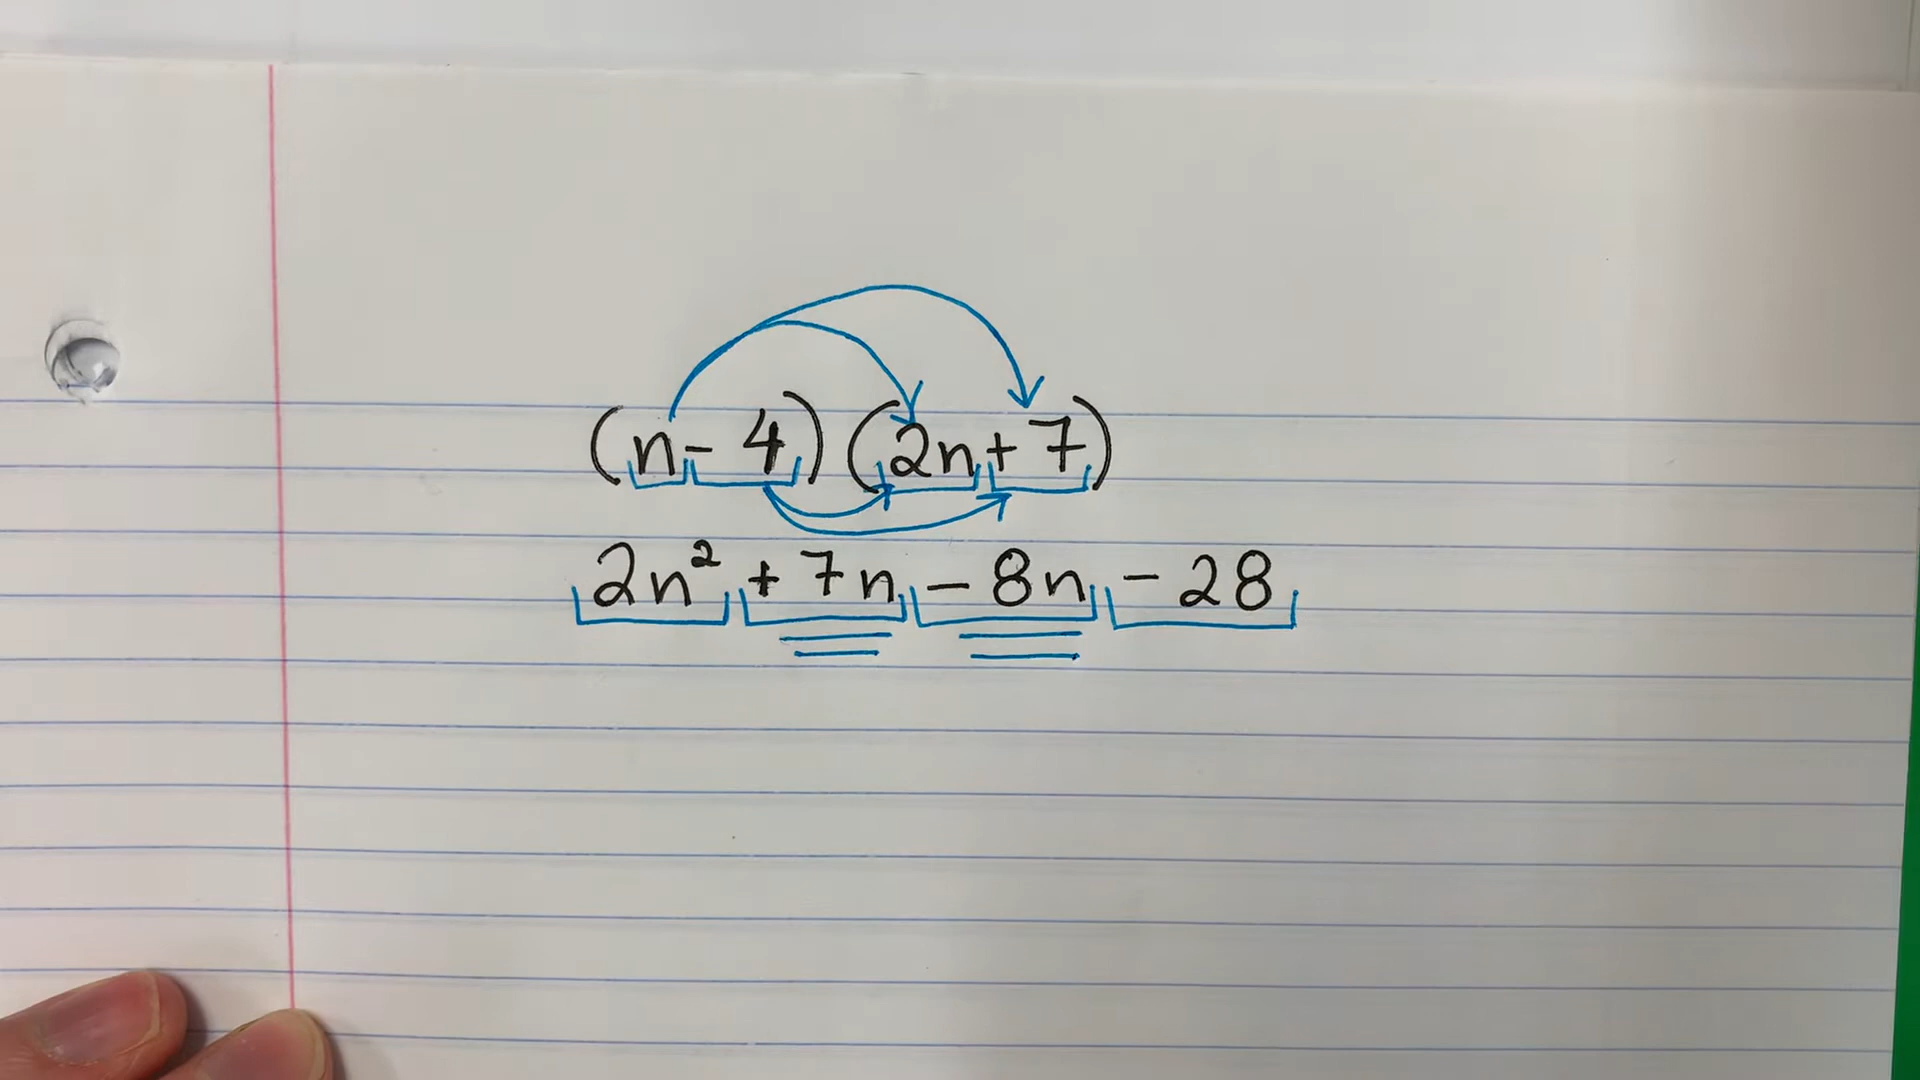 (n - 4) (2n + 7)
2n² + 7n - 8n - 28